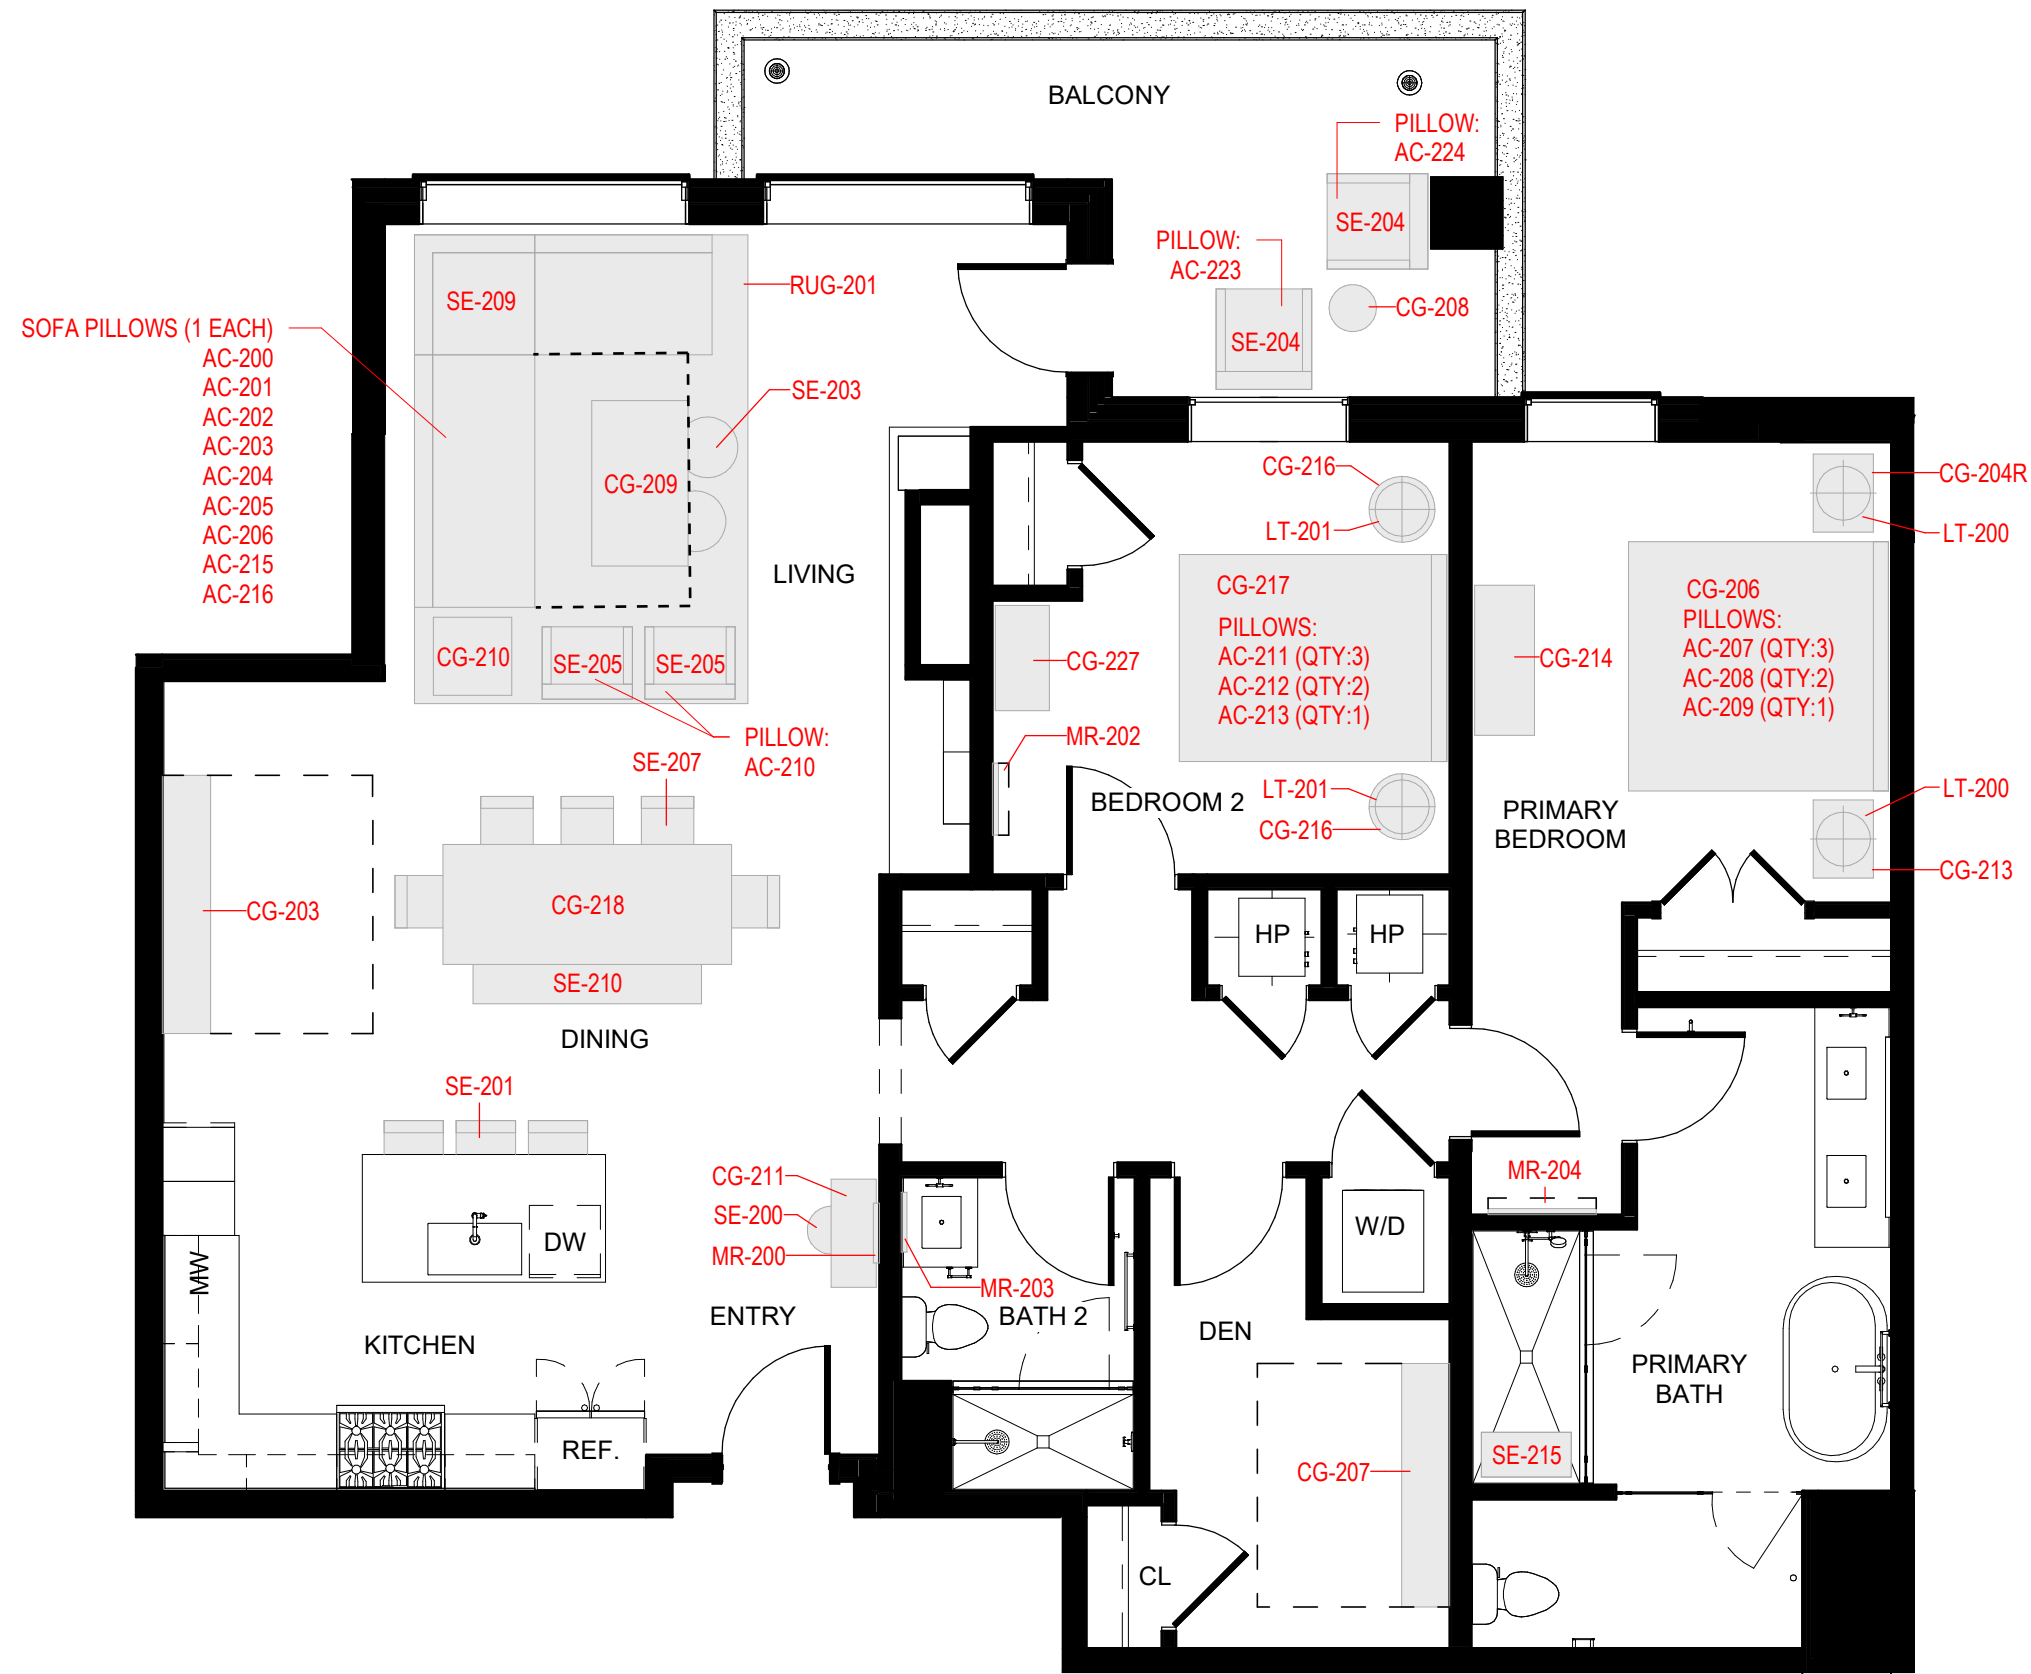 BALCONY
PILLOW:
AC-224
SE-204
PILLOW:
AC-223
SE-204
CG-208
RUG-201
SE-209
SOFA PILLOWS (1 EACH)
AC-200
AC-201
AC-202
AC-203
AC-204
AC-205
AC-206
AC-215
AC-216
SE-203
CG-209
LIVING
CG-210
SE-205
SE-205
PILLOW:
AC-210
CG-216
LT-201
CG-217
PILLOWS:
AC-211 (QTY:3)
AC-212 (QTY:2)
AC-213 (QTY:1)
CG-227
MR-202
BEDROOM 2
LT-201
CG-216
CG-204R
LT-200
CG-206
PILLOWS:
AC-207 (QTY:3)
AC-208 (QTY:2)
AC-209 (QTY:1)
CG-214
PRIMARY
BEDROOM
LT-200
CG-213
SE-207
CG-203
CG-218
SE-210
DINING
HP
HP
SE-201
DW
MW
KITCHEN
REF.
CG-211
SE-200
MR-200
ENTRY
MR-203
BATH 2
DEN
W/D
MR-204
PRIMARY
BATH
SE-215
CG-207
CL